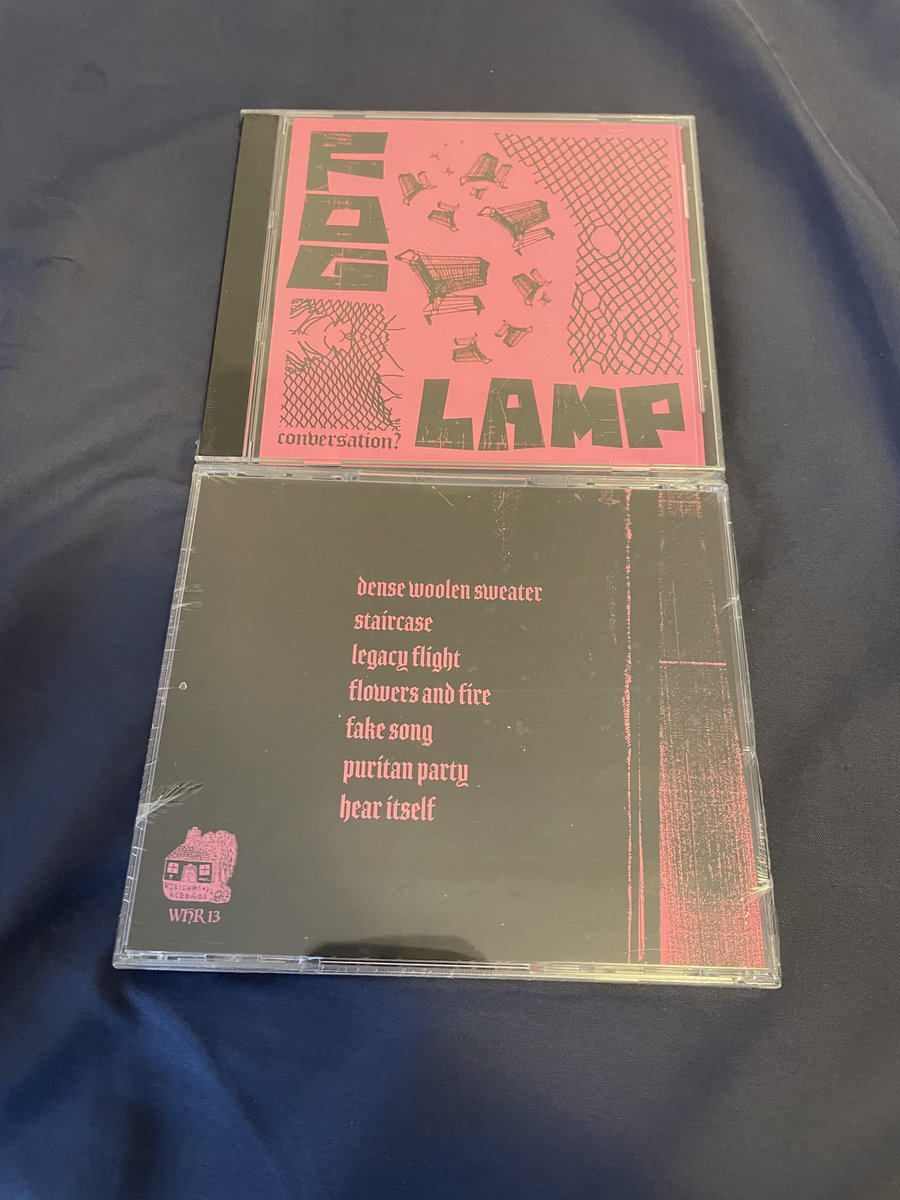 FOG
LAMP
conversation?
dense woolen sweater
staircase
legacy flight
flowers and fire
fake song
puritan party
hear itself
WHR 13